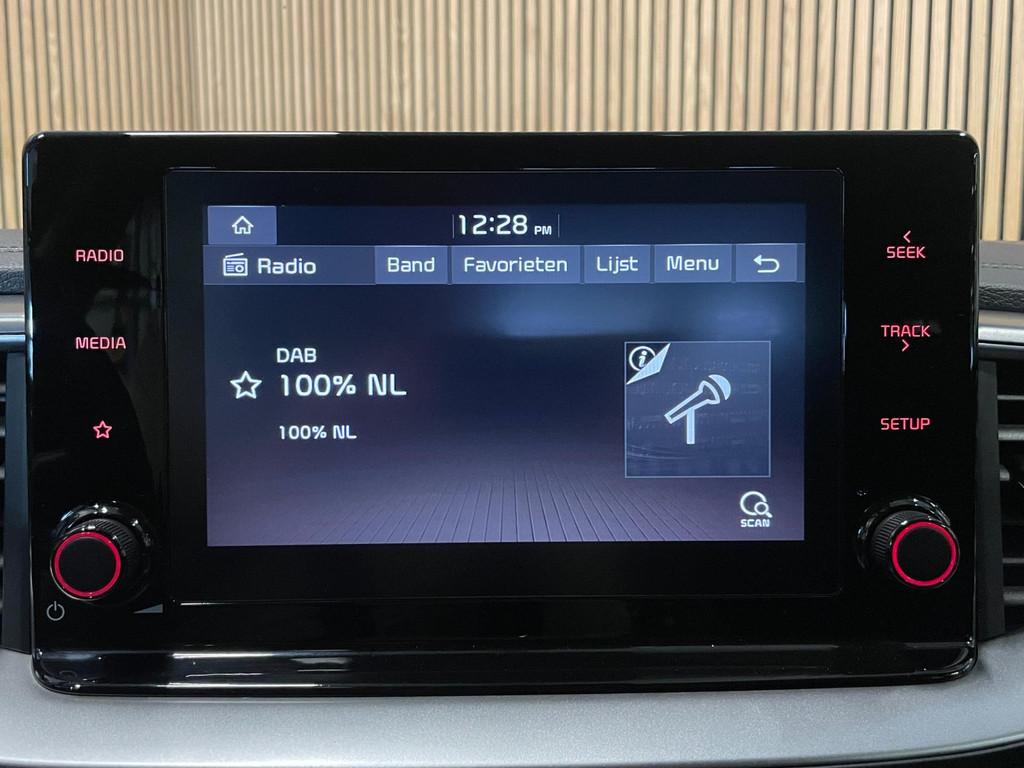 12:28 PM
Radio Band Favorieten Lijst Menu
RADIO
MEDIA
DAB
100% NL
100% NL
i
SCAN
SEEK
TRACK
SETUP